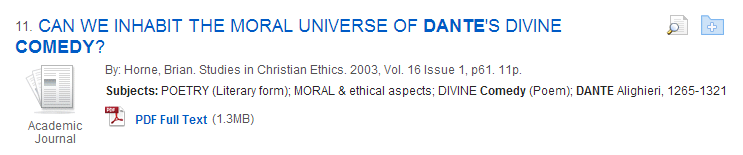 11. CAN WE INHABIT THE MORAL UNIVERSE OF DANTE'S DIVINE
COMEDY?
By: Horne, Brian. Studies in Christian Ethics. 2003, Vol. 16 Issue 1, p61. 11p.
Subjects: POETRY (Literary form); MORAL & ethical aspects; DIVINE Comedy (Poem); DANTE Alighieri, 1265-1321
Academic
Journal
PDF PDF Full Text (1.3MB)